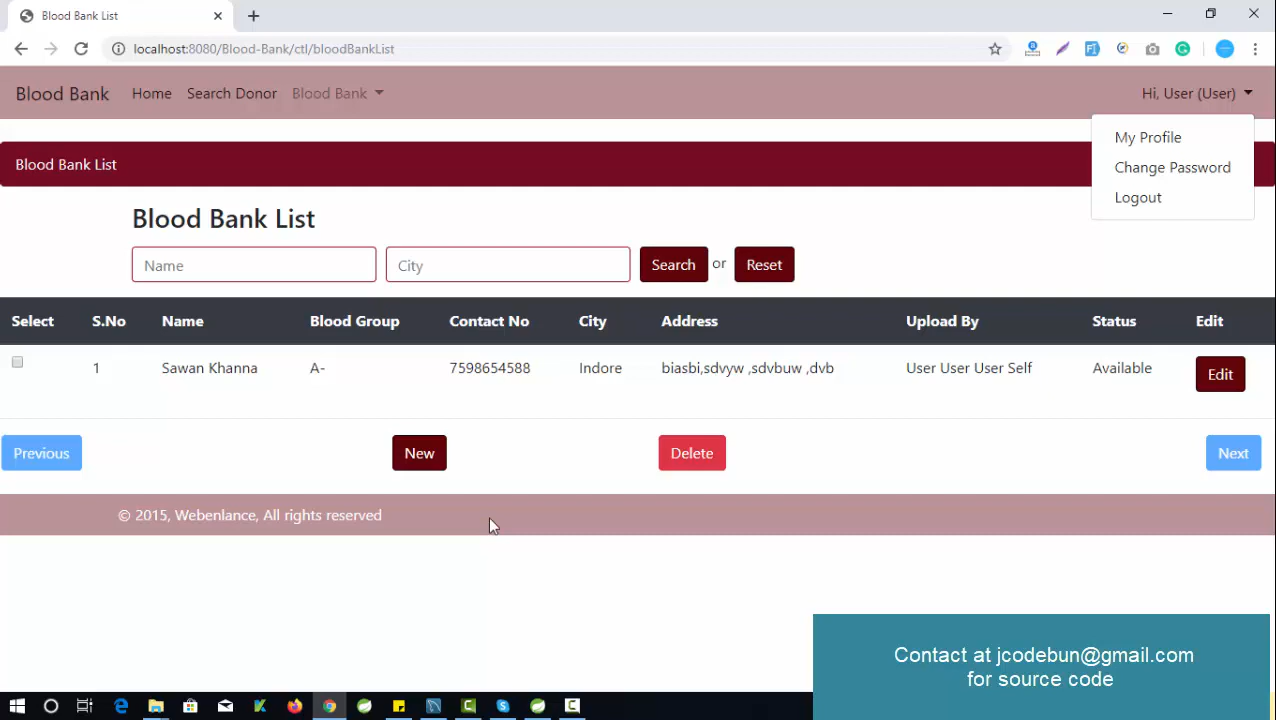 Blood Bank List
localhost:8080/Blood-Bank/ctl/bloodBankList
Blood Bank Home Search Donor Blood Bank Hi, User (User)
My Profile
Change Password
Logout
Blood Bank List
Blood Bank List
Name City Search or Reset
Select S.No Name Blood Group Contact No City Address Upload By Status Edit
1 Sawan Khanna A- 7598654588 Indore biasbi,sdvyw ,sdvbuw ,dvb User User User Self Available Edit
Previous New Delete Next
© 2015, Webenlance, All rights reserved
Contact at jcodebun@gmail.com
for source code